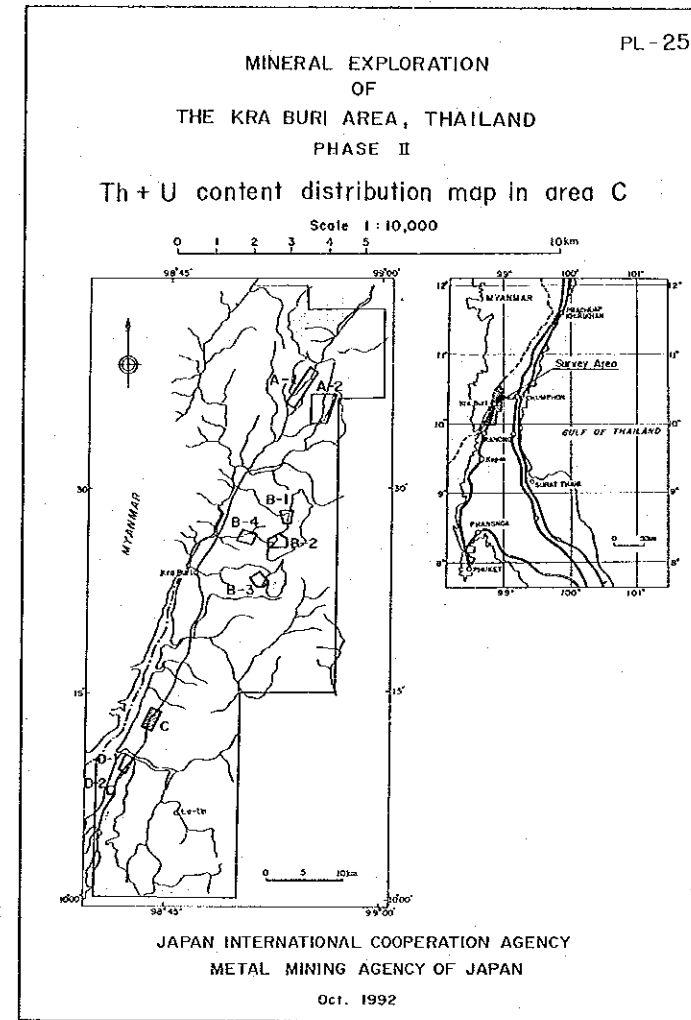 PL-25
MINERAL EXPLORATION
OF
THE KRA BURI AREA, THAILAND
PHASE II
Th + U content distribution map in area C
Scale 1 : 10,000
0 1 2 3 4 5 10km
98°45' 99°00'
A-1
A-2
30' 30'
B-1
B-4
B-2
B-3
MYANMAR
Kra Buri
15' 15'
C
D-1
D-2
0 5 10km
10°00' 10°00'
98°45' 99°00'
99° 100° 101°
12° 12°
MYANMAR
PRACHUAP
KHIRIKHAN
11° 11°
Survey Area
KRA BURI
CHUMPHON
10° 10°
GULF OF THAILAND
RANONG
Kapoe
SURAT THANI
9° 9°
PHANGNGA
8° 8°
PHUKET
99° 100° 101°
JAPAN INTERNATIONAL COOPERATION AGENCY
METAL MINING AGENCY OF JAPAN
Oct. 1992